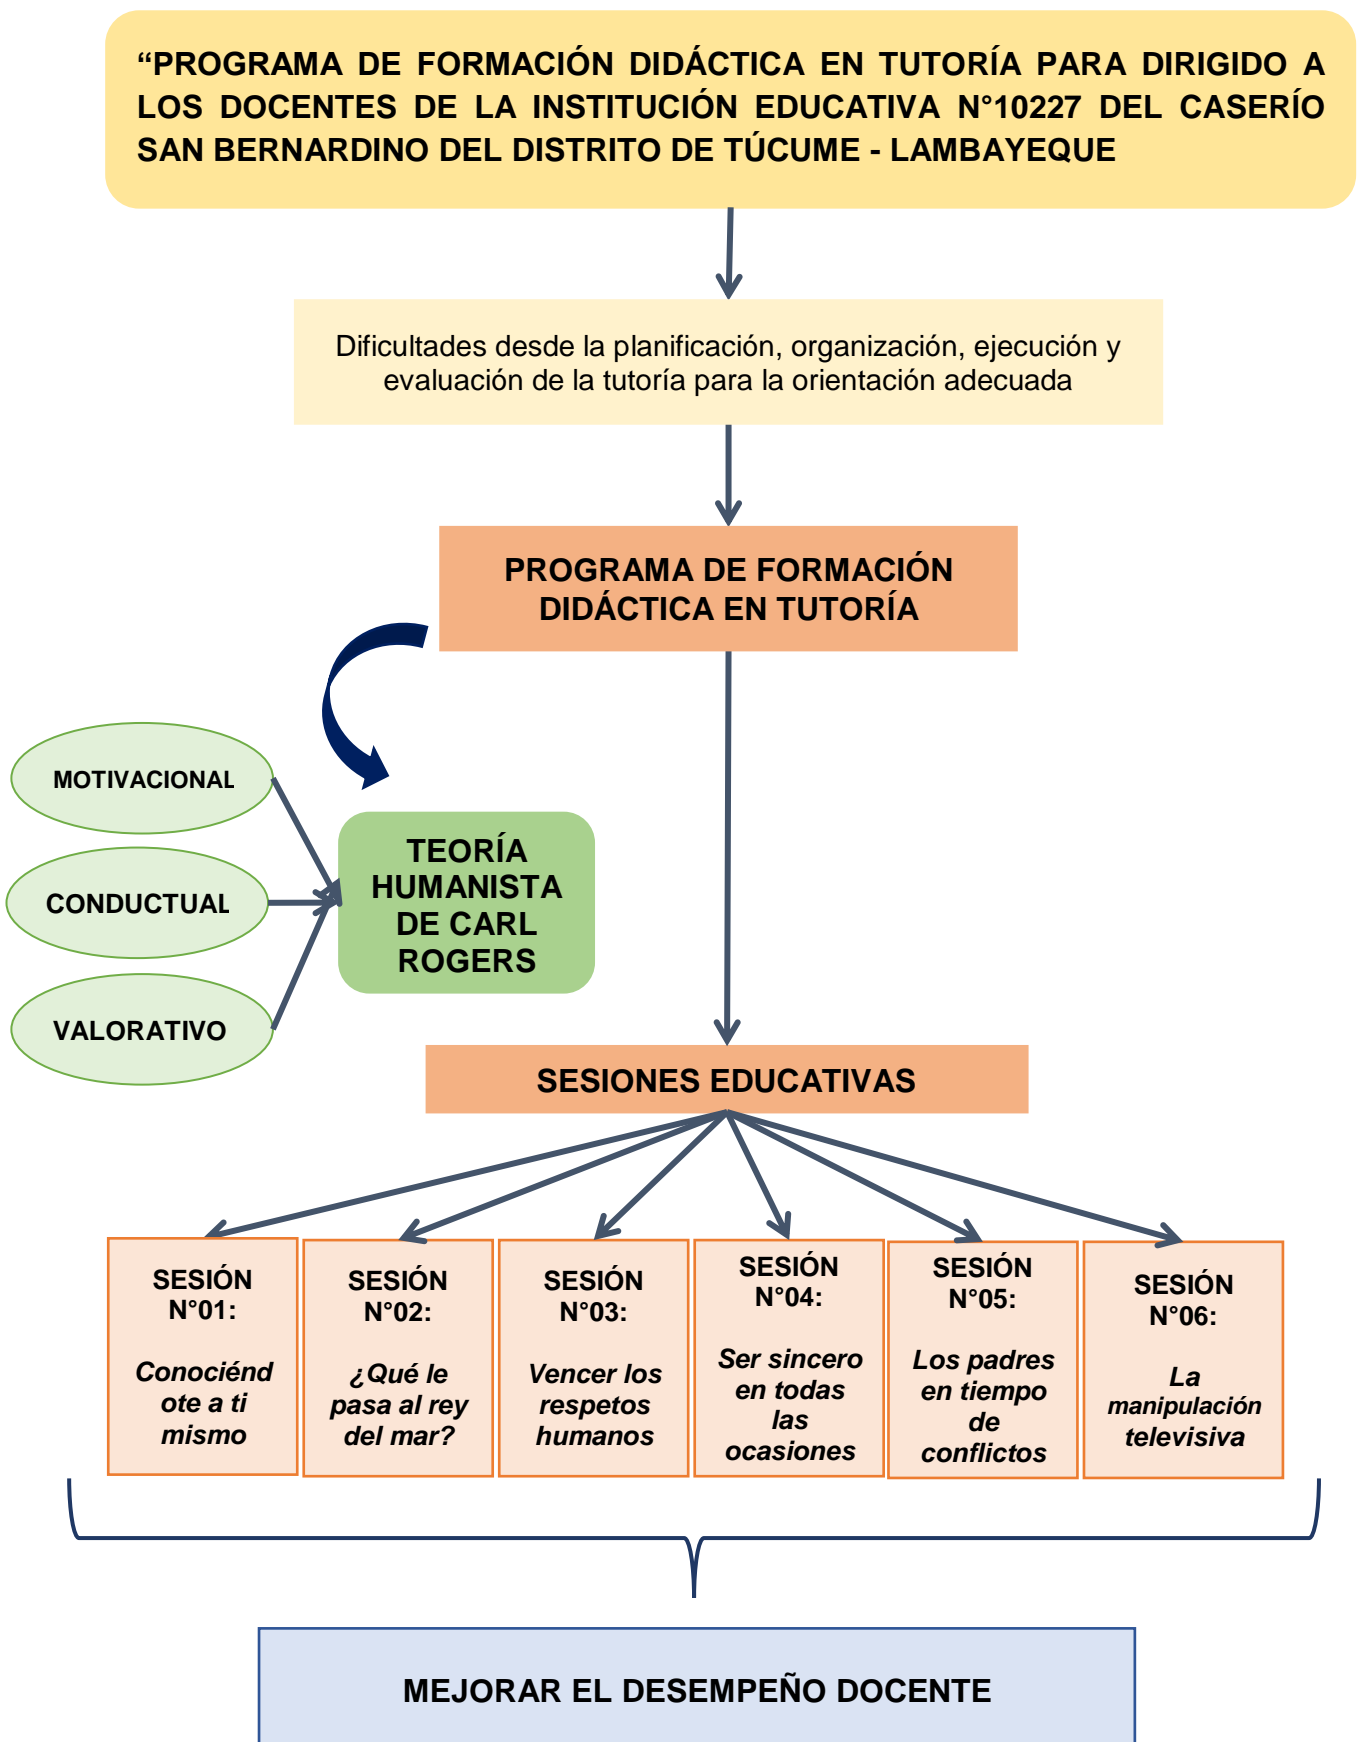 “PROGRAMA DE FORMACIÓN DIDÁCTICA EN TUTORÍA PARA DIRIGIDO A
LOS DOCENTES DE LA INSTITUCIÓN EDUCATIVA N°10227 DEL CASERÍO
SAN BERNARDINO DEL DISTRITO DE TÚCUME - LAMBAYEQUE
Dificultades desde la planificación, organización, ejecución y
evaluación de la tutoría para la orientación adecuada
PROGRAMA DE FORMACIÓN
DIDÁCTICA EN TUTORÍA
MOTIVACIONAL
CONDUCTUAL
VALORATIVO
TEORÍA
HUMANISTA
DE CARL
ROGERS
SESIONES EDUCATIVAS
SESIÓN
N°01:
Conociénd
ote a ti
mismo
SESIÓN
N°02:
¿Qué le
pasa al rey
del mar?
SESIÓN
N°03:
Vencer los
respetos
humanos
SESIÓN
N°04:
Ser sincero
en todas
las
ocasiones
SESIÓN
N°05:
Los padres
en tiempo
de
conflictos
SESIÓN
N°06:
La
manipulación
televisiva
MEJORAR EL DESEMPEÑO DOCENTE